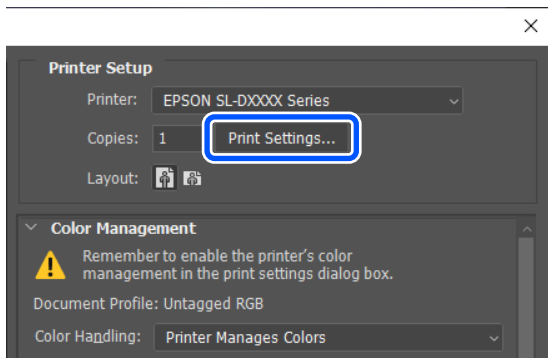 Printer Setup
Printer: EPSON SL-DXXXX Series
Copies: 1 Print Settings...
Layout:
Color Management
Remember to enable the printer's color
management in the print settings dialog box.
Document Profile: Untagged RGB
Color Handling: Printer Manages Colors